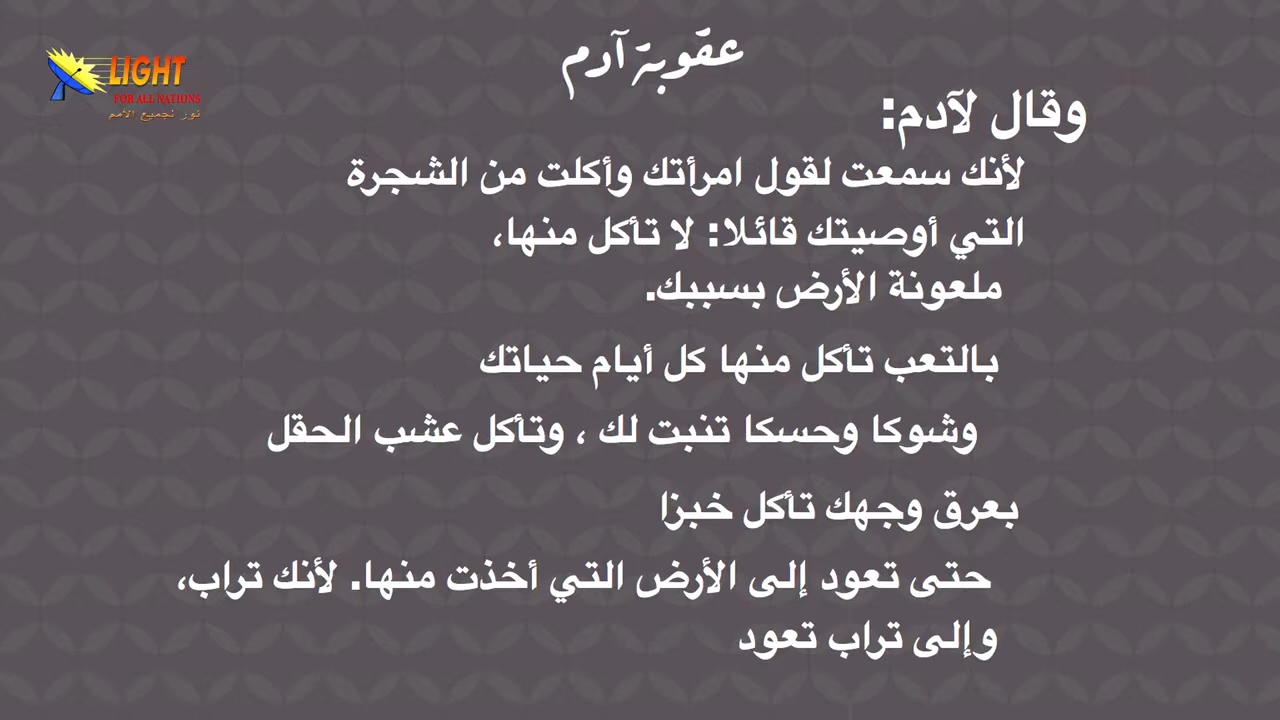 عقوبة آدم
LIGHT
FOR ALL NATIONS
نور لجميع الأمم
وقال لآدم:
لأنك سمعت لقول امرأتك وأكلت من الشجرة
التي أوصيتك قائلا: لا تأكل منها،
ملعونة الأرض بسببك.
بالتعب تأكل منها كل أيام حياتك
وشوكا وحسكا تنبت لك ، وتأكل عشب الحقل
بعرق وجهك تأكل خبزا
حتى تعود إلى الأرض التي أخذت منها. لأنك تراب،
وإلى تراب تعود